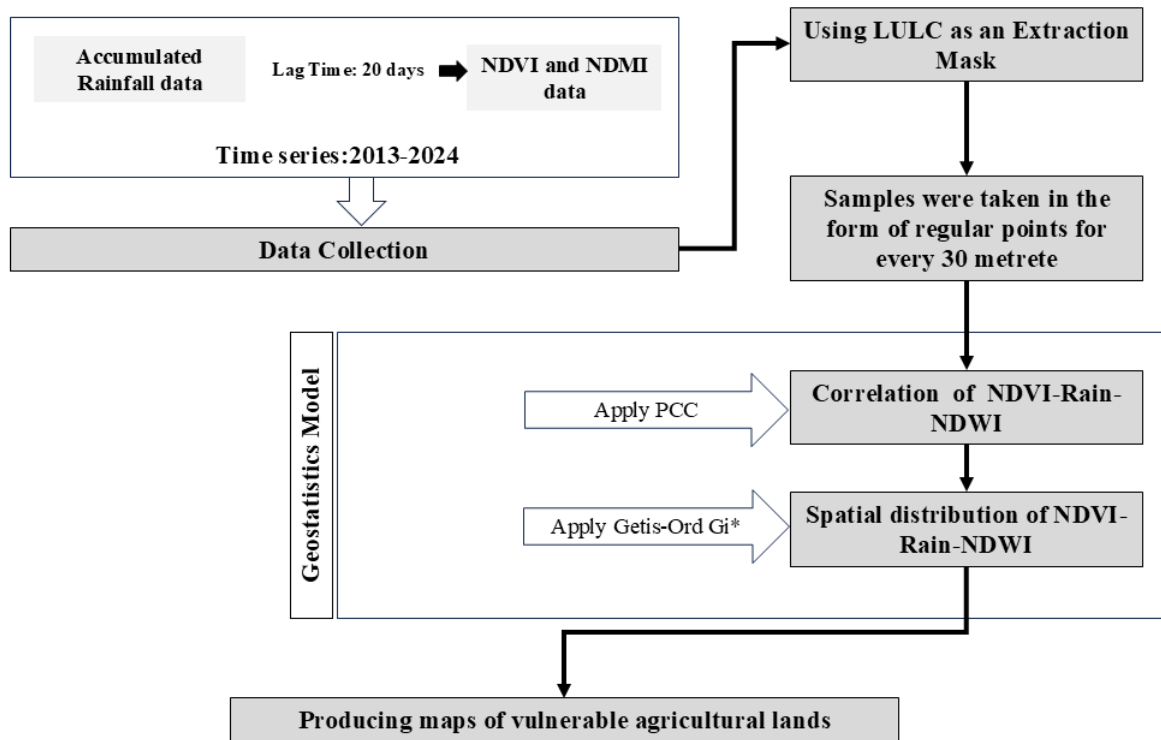 Accumulated
Rainfall data
Lag Time: 20 days
NDVI and NDMI
data
Time series:2013-2024
Data Collection
Using LULC as an Extraction
Mask
Samples were taken in the
form of regular points for
every 30 metrete
Geostatistics Model
Apply PCC
Correlation of NDVI-Rain-
NDWI
Apply Getis-Ord Gi*
Spatial distribution of NDVI-
Rain-NDWI
Producing maps of vulnerable agricultural lands